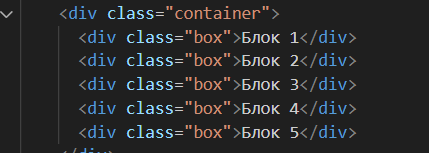 <div class="container">
<div class="box">Блок 1</div>
<div class="box">Блок 2</div>
<div class="box">Блок 3</div>
<div class="box">Блок 4</div>
<div class="box">Блок 5</div>
</div>